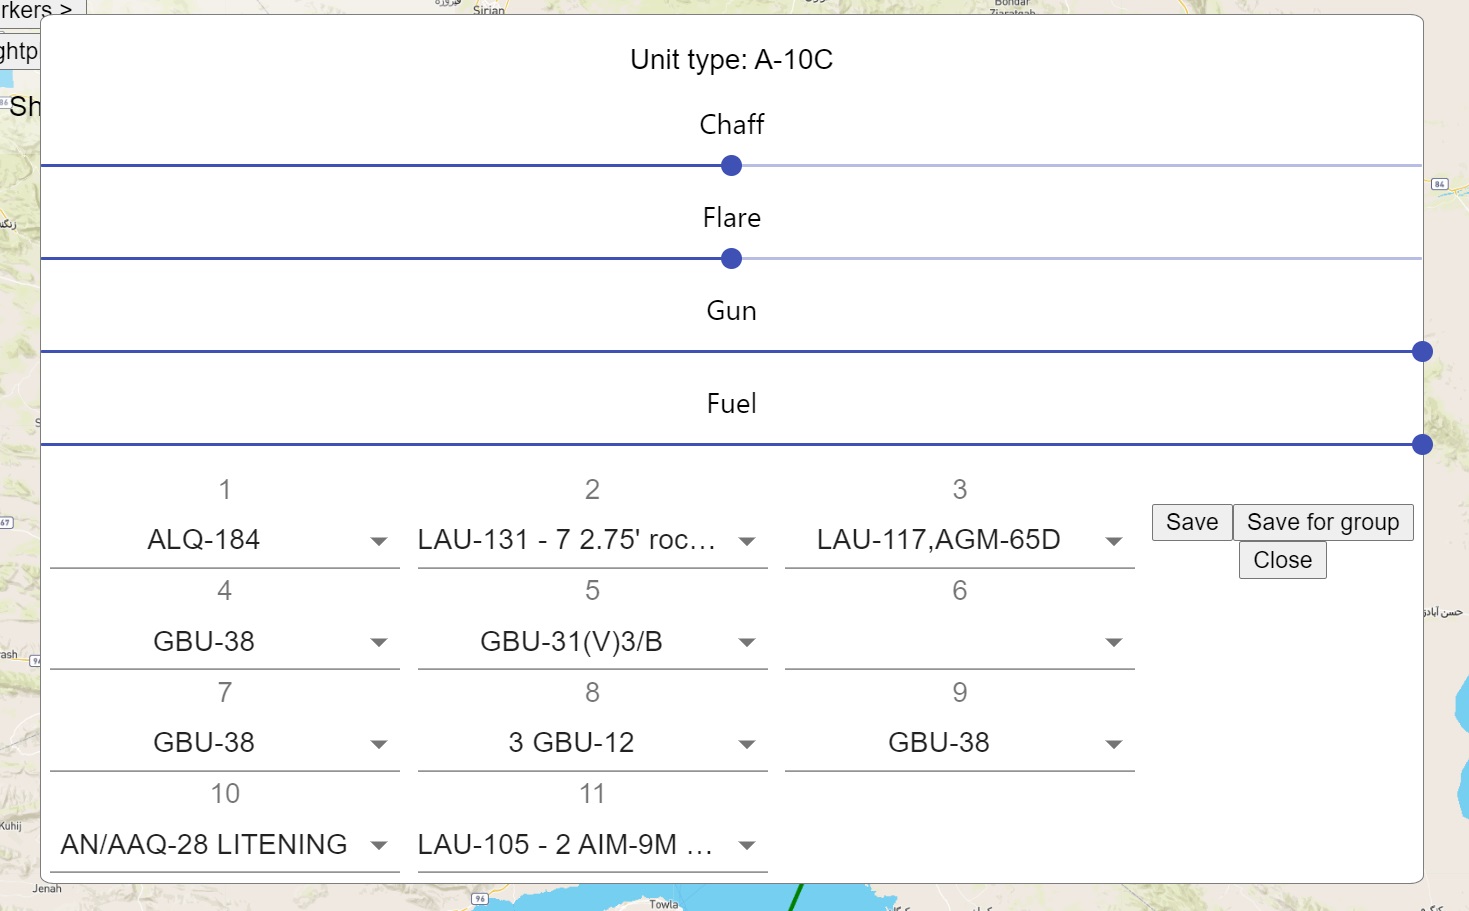 rkers >
Sirian
Bondar
Ziaratgah
ghtp
Unit type: A-10C
Sh
Chaff
84
Flare
Gun
Fuel
1
2
3
ALQ-184
LAU-131 - 7 2.75' roc...
LAU-117,AGM-65D
Save
Save for group
67
Close
4
5
6
حسن آباد
GBU-38
GBU-31(V)3/B
ash
94
7
8
9
GBU-38
3 GBU-12
GBU-38
10
11
Kuhij
AN/AAQ-28 LITENING
LAU-105 - 2 AIM-9M ...
Jenah
96
Towla